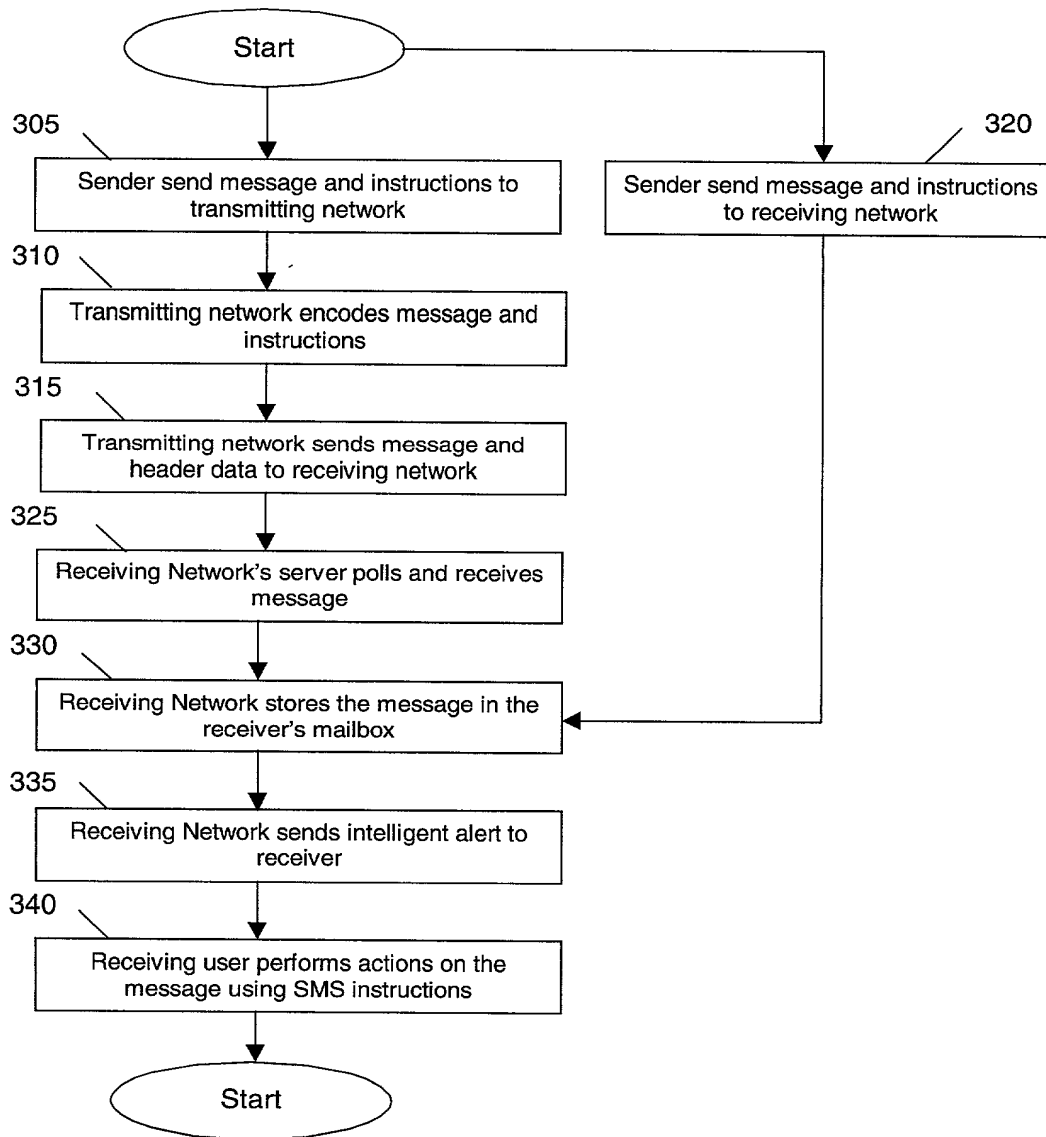 Start
305
320
Sender send message and instructions to
transmitting network
Sender send message and instructions
to receiving network
310
Transmitting network encodes message and
instructions
315
Transmitting network sends message and
header data to receiving network
325
Receiving Network's server polls and receives
message
330
Receiving Network stores the message in the
receiver's mailbox
335
Receiving Network sends intelligent alert to
receiver
340
Receiving user performs actions on the
message using SMS instructions
Start